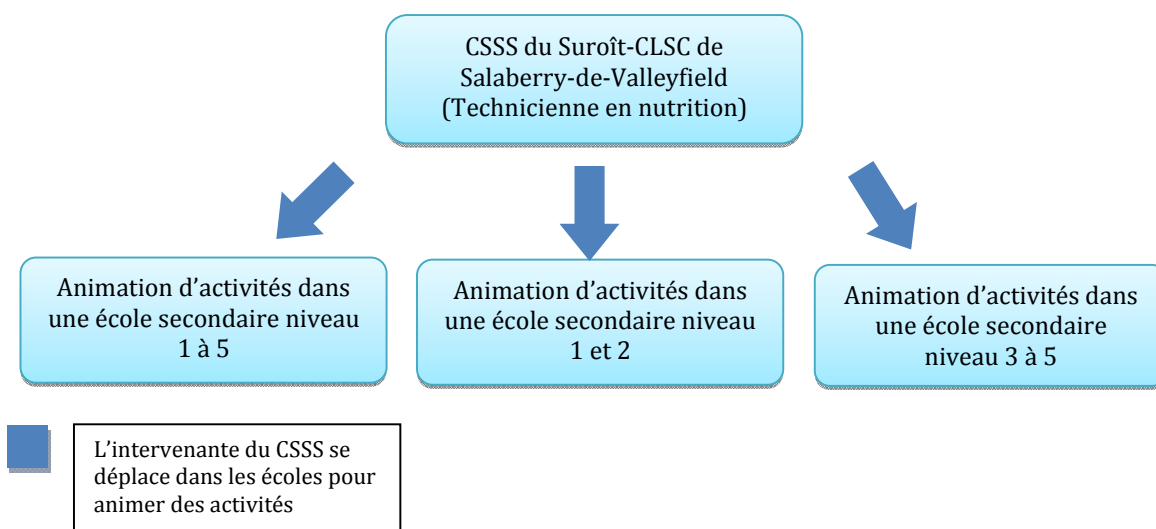 CSSS du Suroît-CLSC de
Salaberry-de-Valleyfield
(Technicienne en nutrition)
Animation d’activités dans
une école secondaire niveau
1 à 5
Animation d’activités dans
une école secondaire niveau
1 et 2
Animation d’activités dans
une école secondaire
niveau 3 à 5
L’intervenante du CSSS se
déplace dans les écoles pour
animer des activités